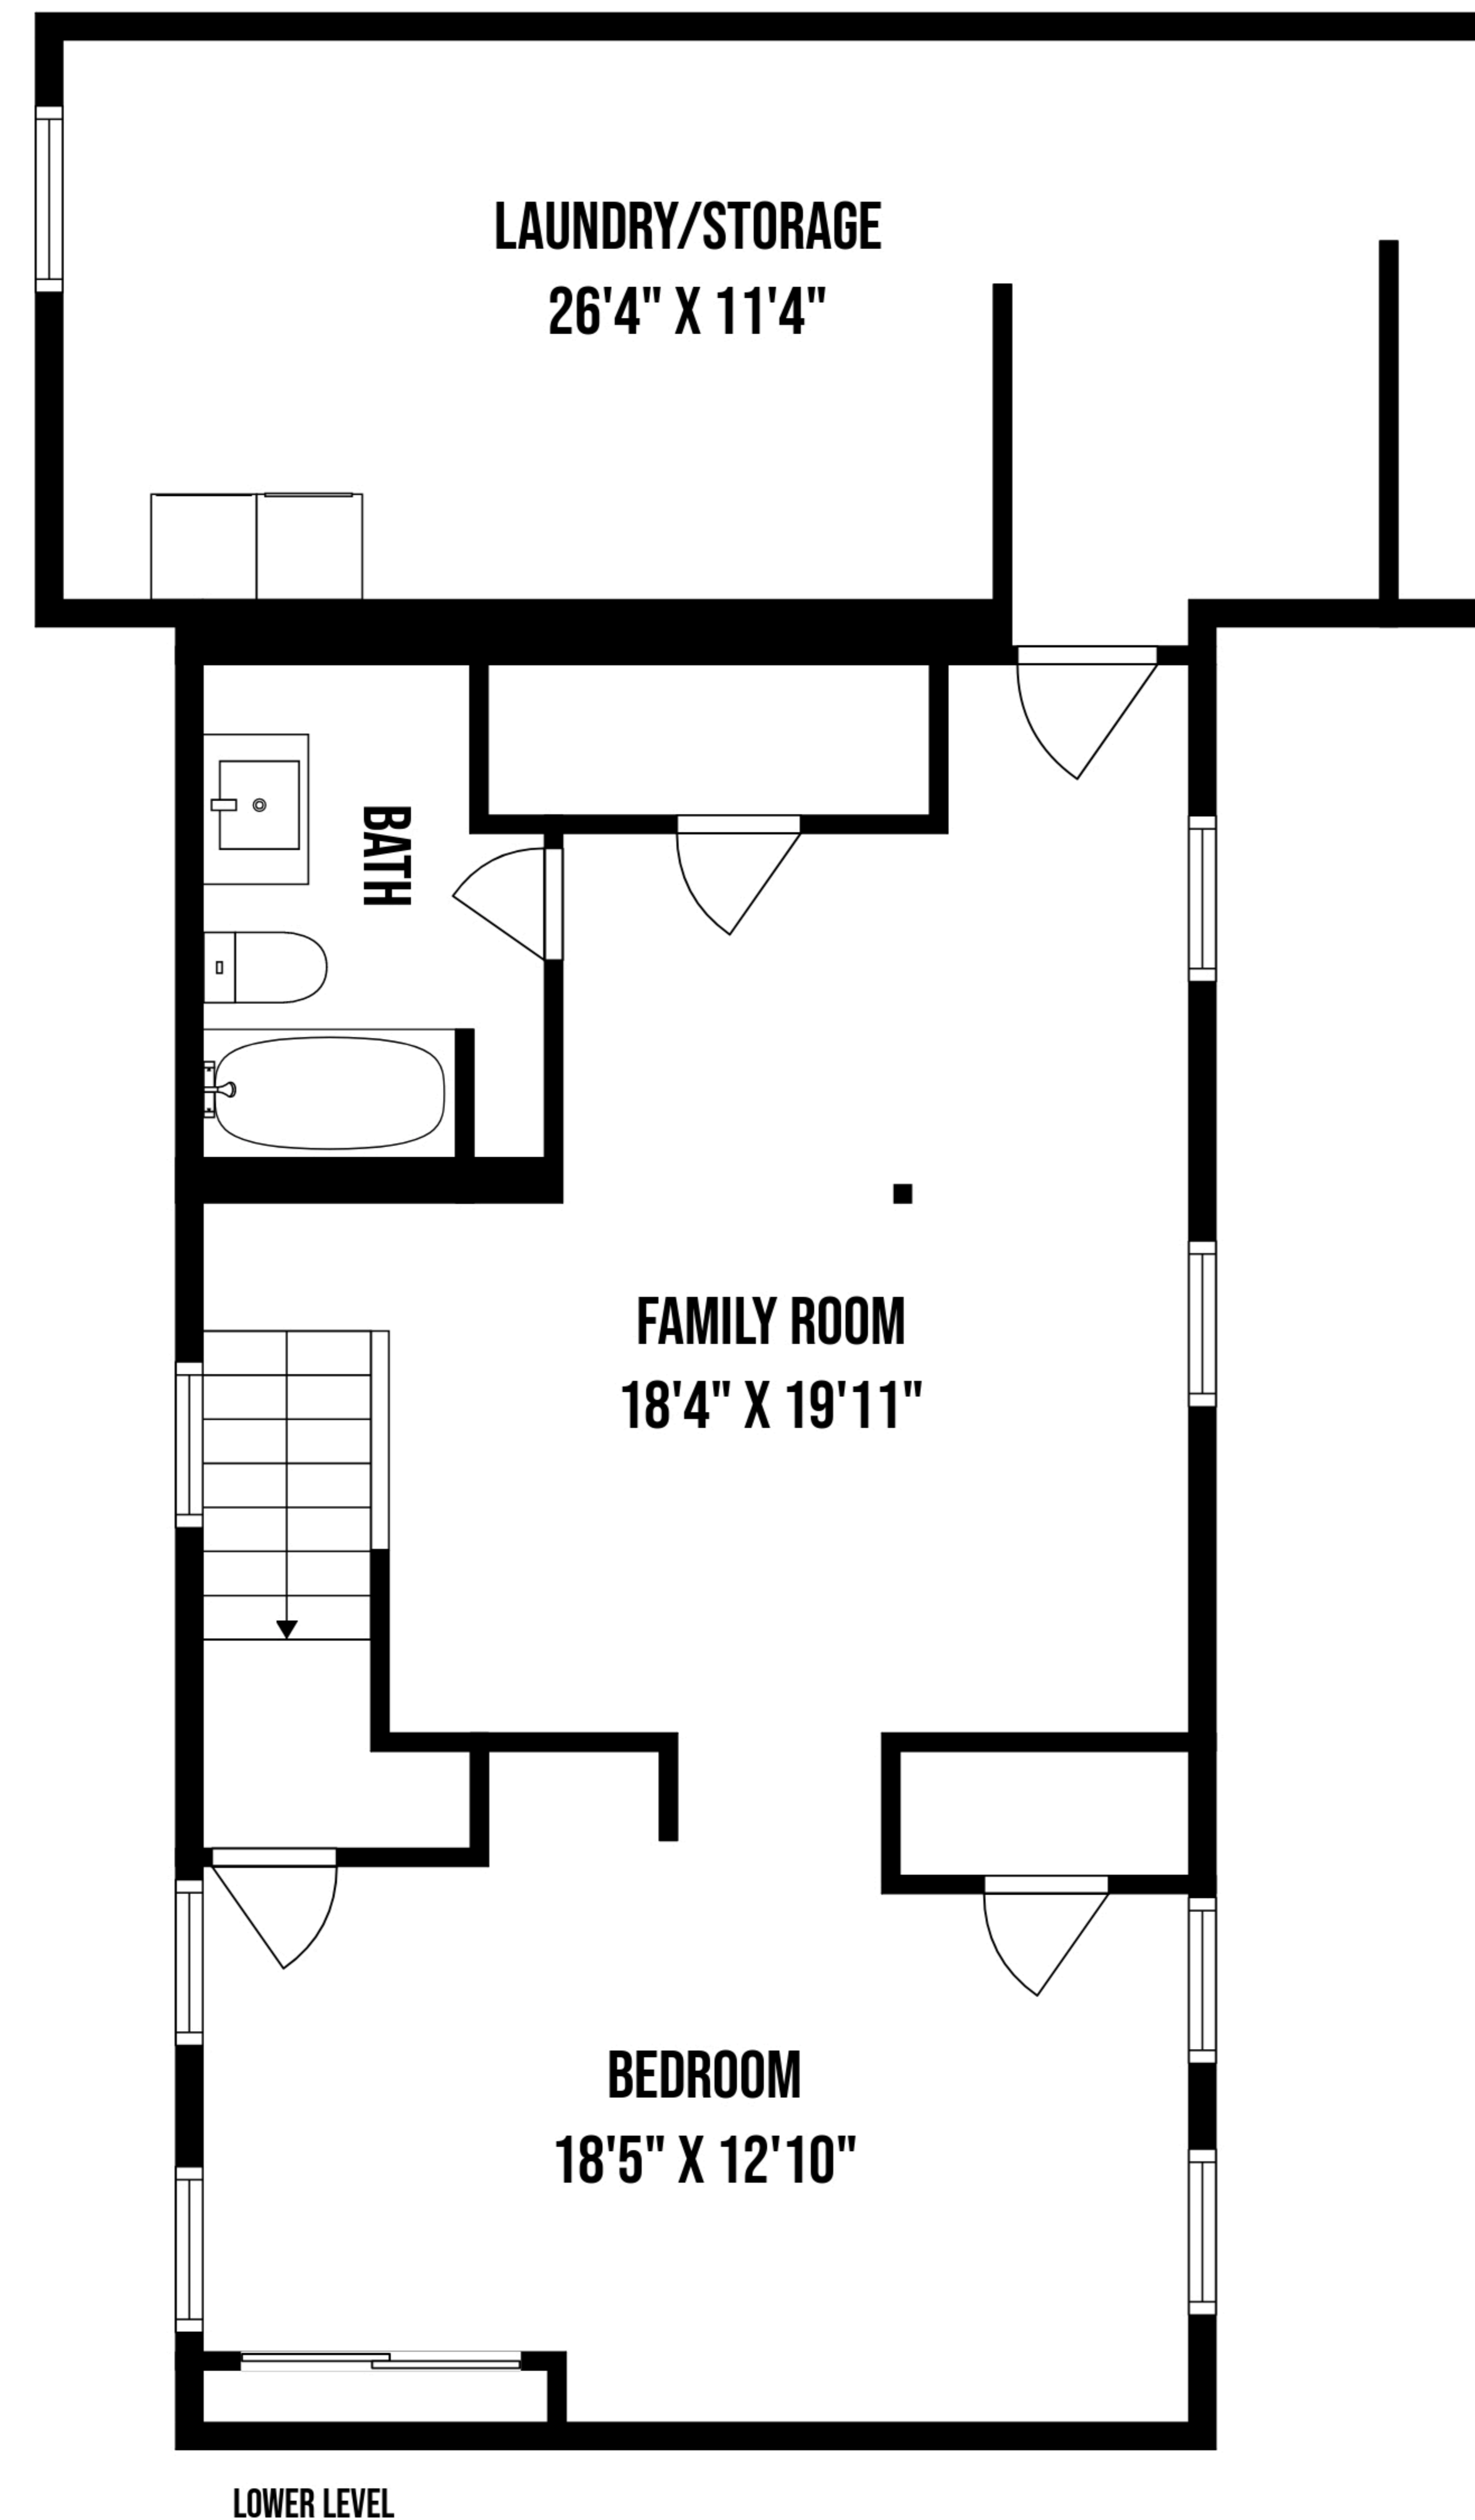 LAUNDRY/STORAGE
26'4" X 11'4"
BATH
FAMILY ROOM
18'4" X 19'11"
BEDROOM
18'5" X 12'10"
LOWER LEVEL